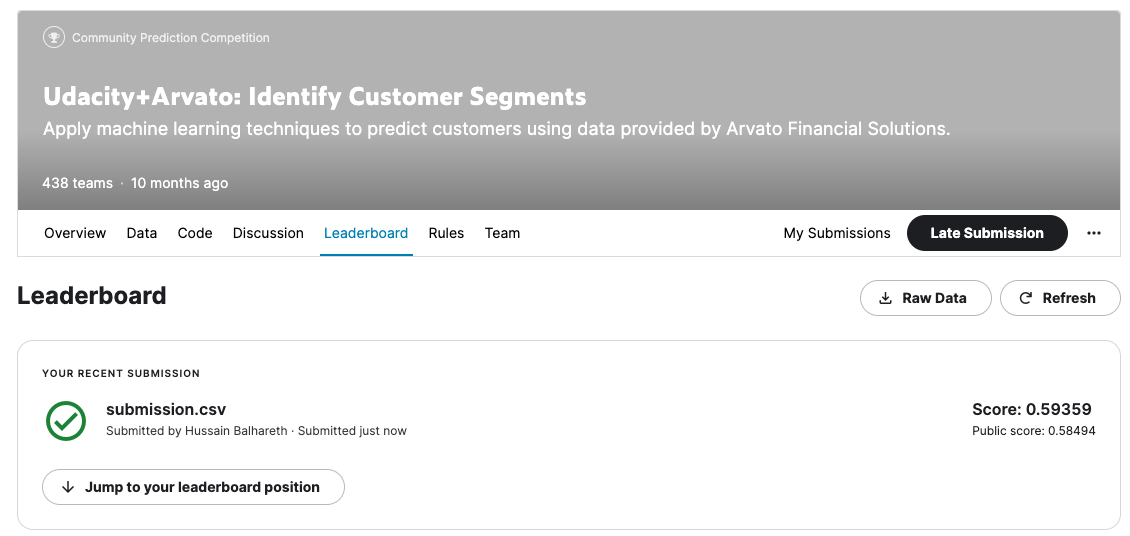 Community Prediction Competition
Udacity+Arvato: Identify Customer Segments
Apply machine learning techniques to predict customers using data provided by Arvato Financial Solutions.
438 teams · 10 months ago
Overview Data Code Discussion Leaderboard Rules Team My Submissions Late Submission ···
Leaderboard Raw Data Refresh
YOUR RECENT SUBMISSION
submission.csv Score: 0.59359
Submitted by Hussain Balhareth · Submitted just now Public score: 0.58494
Jump to your leaderboard position